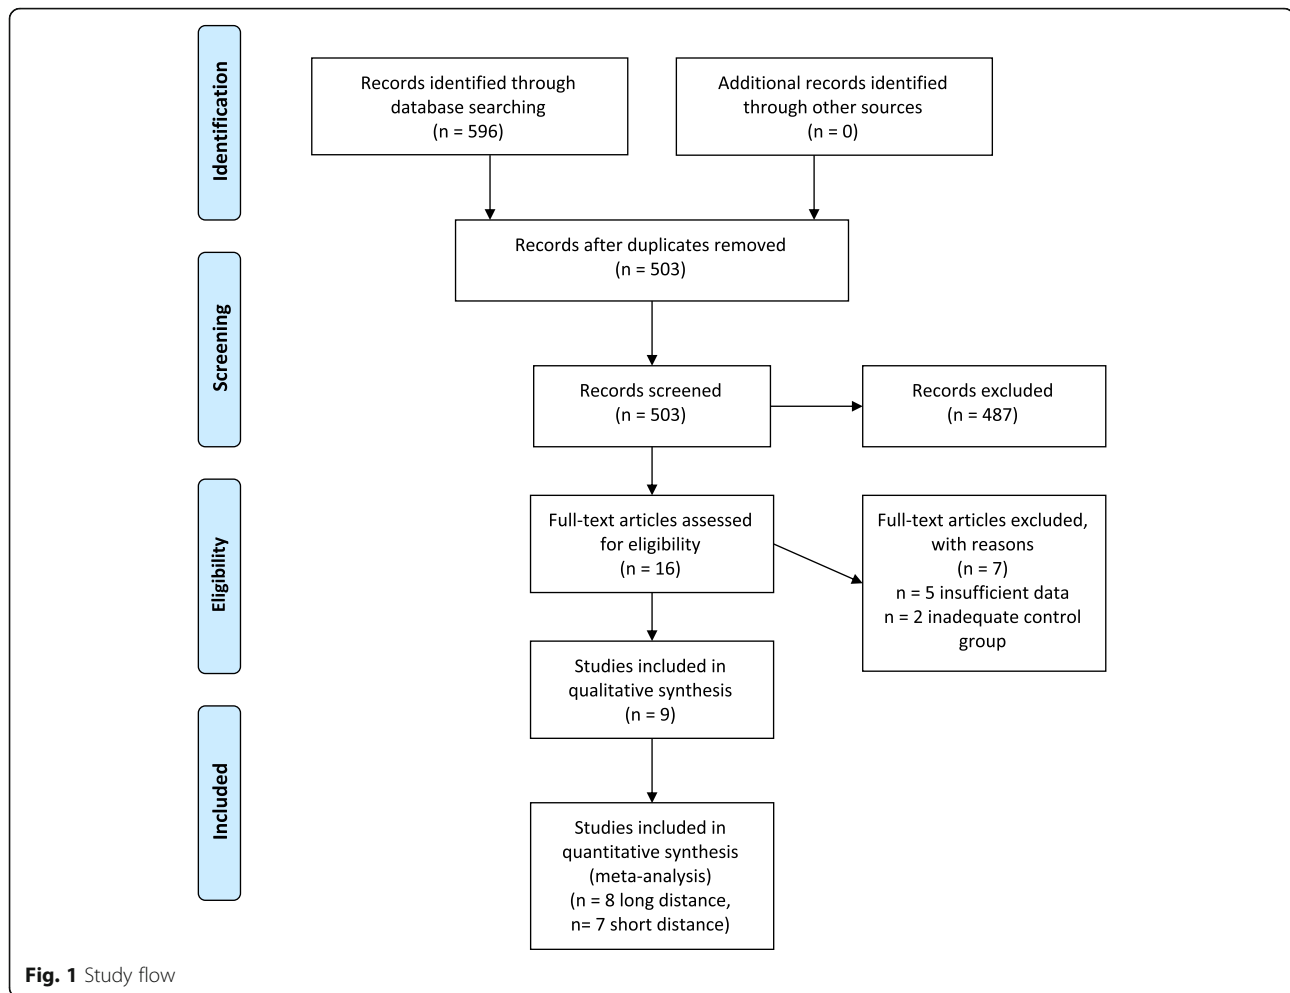 Identification
Records identified through
database searching
(n = 596)
Additional records identified
through other sources
(n = 0)
Records after duplicates removed
(n = 503)
Screening
Records screened
(n = 503)
Records excluded
(n = 487)
Eligibility
Full-text articles assessed
for eligibility
(n = 16)
Full-text articles excluded,
with reasons
(n = 7)
n = 5 insufficient data
n = 2 inadequate control
group
Studies included in
qualitative synthesis
(n = 9)
Included
Studies included in
quantitative synthesis
(meta-analysis)
(n = 8 long distance,
n= 7 short distance)
Fig. 1 Study flow